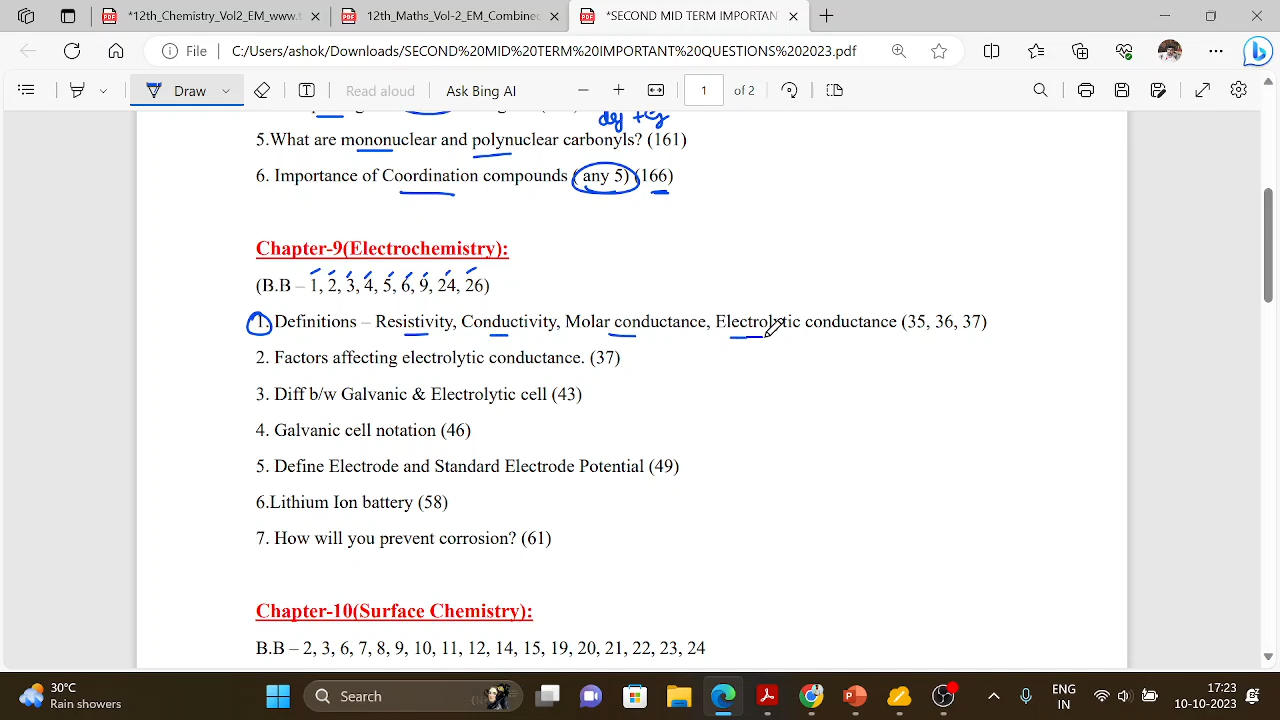 *12th_Chemistry_Vol2_EM_www.t
12th_Maths_Vol-2_EM_Combined
*SECOND MID TERM IMPORTANT
File C:/Users/ashok/Downloads/SECOND%20MID%20TERM%20IMPORTANT%20QUESTIONS%202023.pdf
Draw Read aloud Ask Bing AI 1 of 2
5.What are mononuclear and polynuclear carbonyls? (161)
6. Importance of Coordination compounds ( any 5) (166)
Chapter-9(Electrochemistry):
(B.B – 1, 2, 3, 4, 5, 6, 9, 24, 26)
1. Definitions – Resistivity, Conductivity, Molar conductance, Electrolytic conductance (35, 36, 37)
2. Factors affecting electrolytic conductance. (37)
3. Diff b/w Galvanic & Electrolytic cell (43)
4. Galvanic cell notation (46)
5. Define Electrode and Standard Electrode Potential (49)
6.Lithium Ion battery (58)
7. How will you prevent corrosion? (61)
Chapter-10(Surface Chemistry):
B.B – 2, 3, 6, 7, 8, 9, 10, 11, 12, 14, 15, 19, 20, 21, 22, 23, 24
30°C
Rain showers
Search
ENG
IN
17:23
10-10-2023